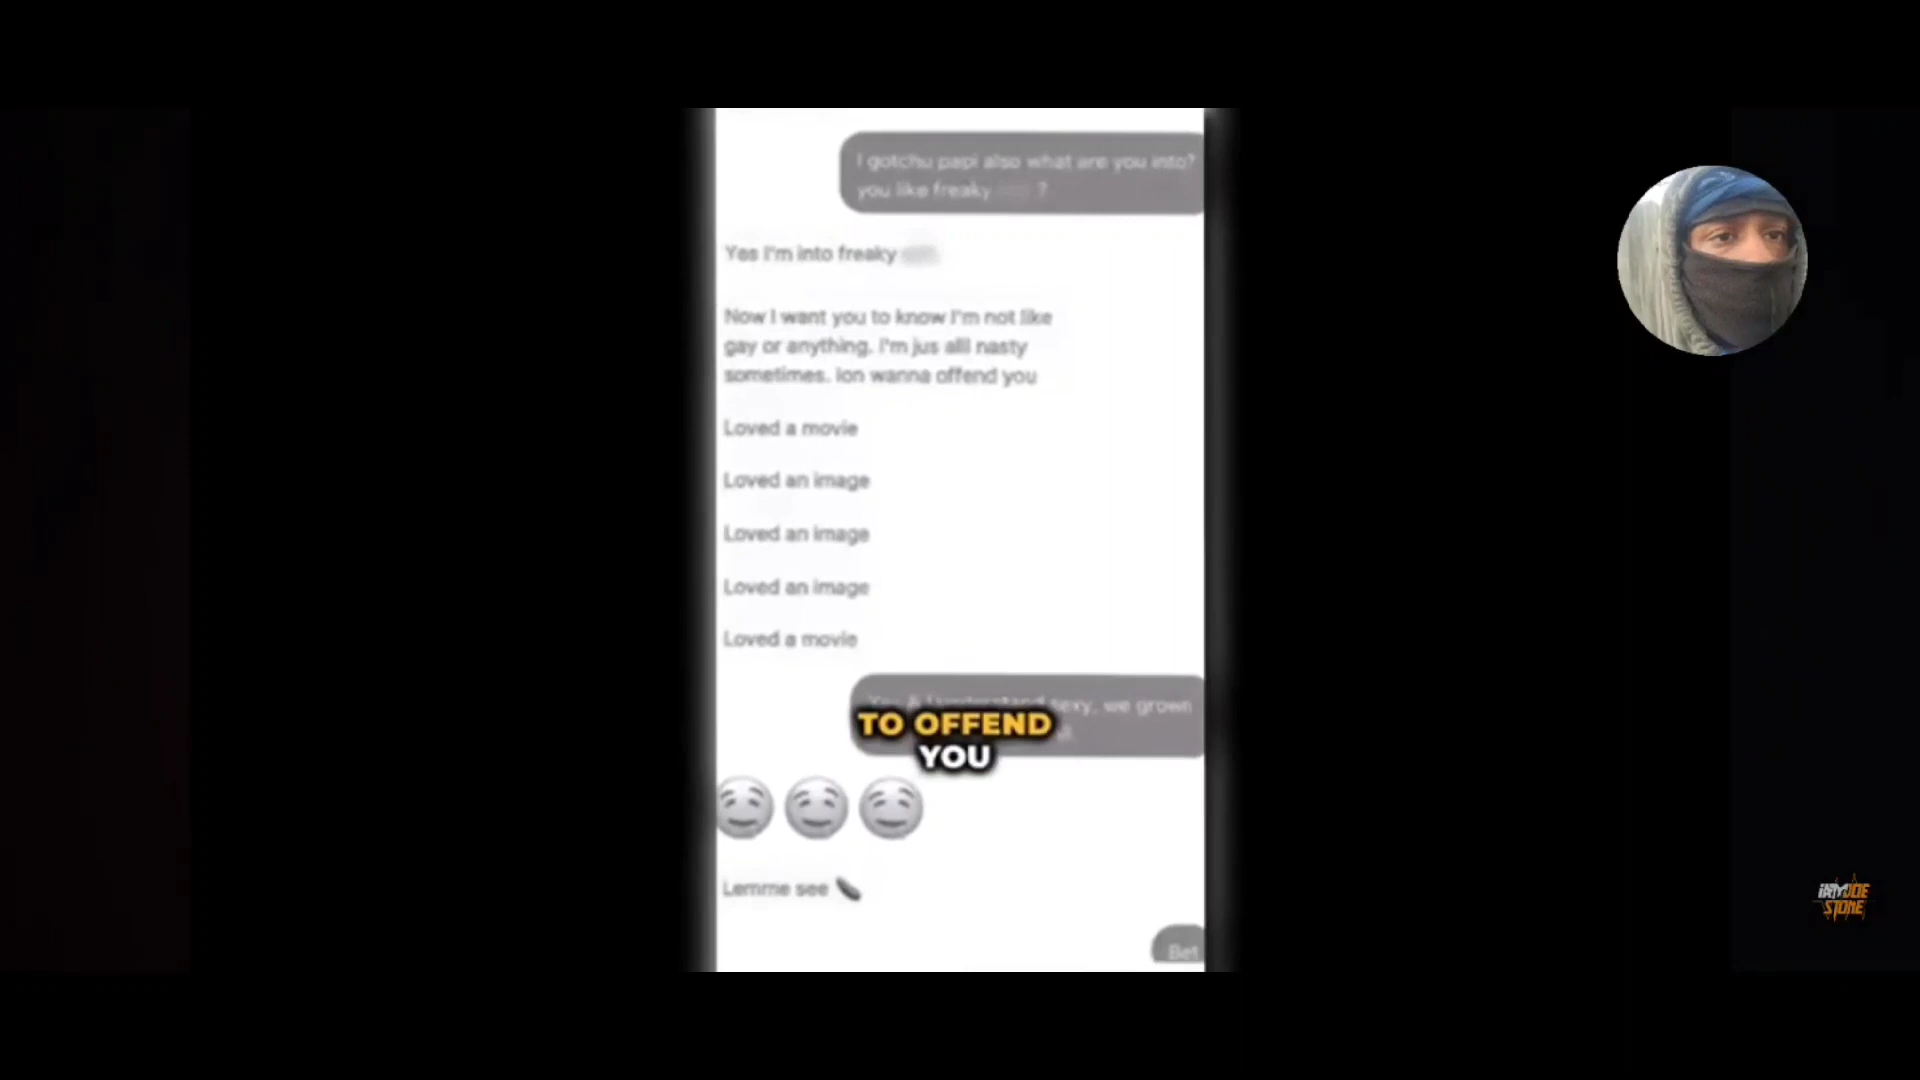 I gotchu papi also what are you into?
you like freaky ?
Yes I'm into freaky
Now I want you to know I'm not like
gay or anything. I'm jus alll nasty
sometimes. Ion wanna offend you
Loved a movie
Loved an image
Loved an image
Loved an image
Loved a movie
sexy, we grown
TO OFFEND
YOU
Lemme see
Bet
IAMJOE
STONE